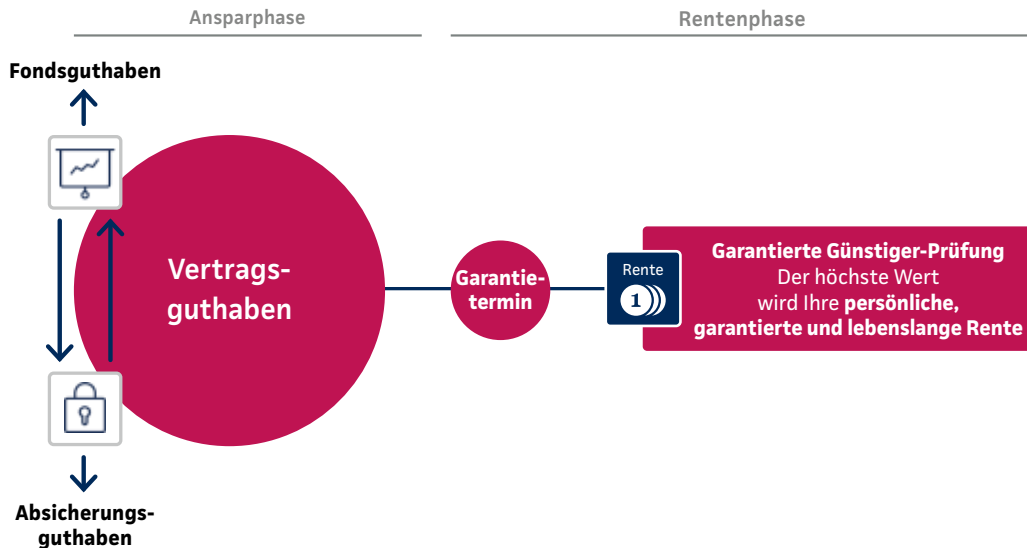 Ansparphase
Rentenphase
Fondsguthaben
Vertrags-
guthaben
Garantie-
termin
Rente
1
Garantierte Günstiger-Prüfung
Der höchste Wert
wird Ihre persönliche,
garantierte und lebenslange Rente
Absicherungs-
guthaben